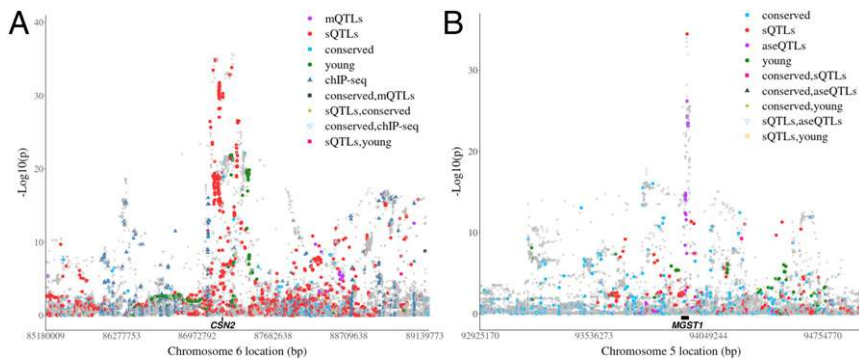 A
40
30
20
10
0
-Log10(p)
mQTLs
sQTLs
conserved
young
chIP-seq
conserved,mQTLs
sQTLs,conserved
conserved,chIP-seq
sQTLs,young
CSN2
85180009 86277753 86972792 87682638 88709638 89139773
Chromosome 6 location (bp)
B
30
20
10
0
-Log10(p)
conserved
sQTLs
aseQTLs
young
conserved,sQTLs
conserved,aseQTLs
conserved,young
sQTLs,aseQTLs
sQTLs,young
MGST1
92925170 93536273 94049244 94754770
Chromosome 5 location (bp)